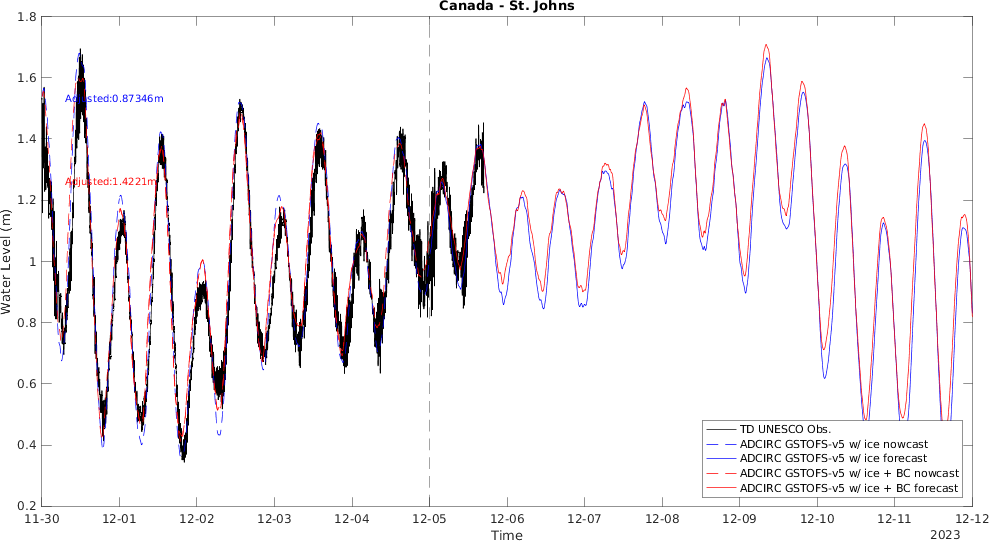 Canada - St. Johns
1.8
1.6
1.4
1.2
1
0.8
0.6
0.4
0.2
Water Level (m)
Adjusted:0.87346m
Adjusted:1.4221m
TD UNESCO Obs.
ADCIRC GSTOFS-v5 w/ ice nowcast
ADCIRC GSTOFS-v5 w/ ice forecast
ADCIRC GSTOFS-v5 w/ ice + BC nowcast
ADCIRC GSTOFS-v5 w/ ice + BC forecast
11-30 12-01 12-02 12-03 12-04 12-05 12-06 12-07 12-08 12-09 12-10 12-11 12-12
Time
2023